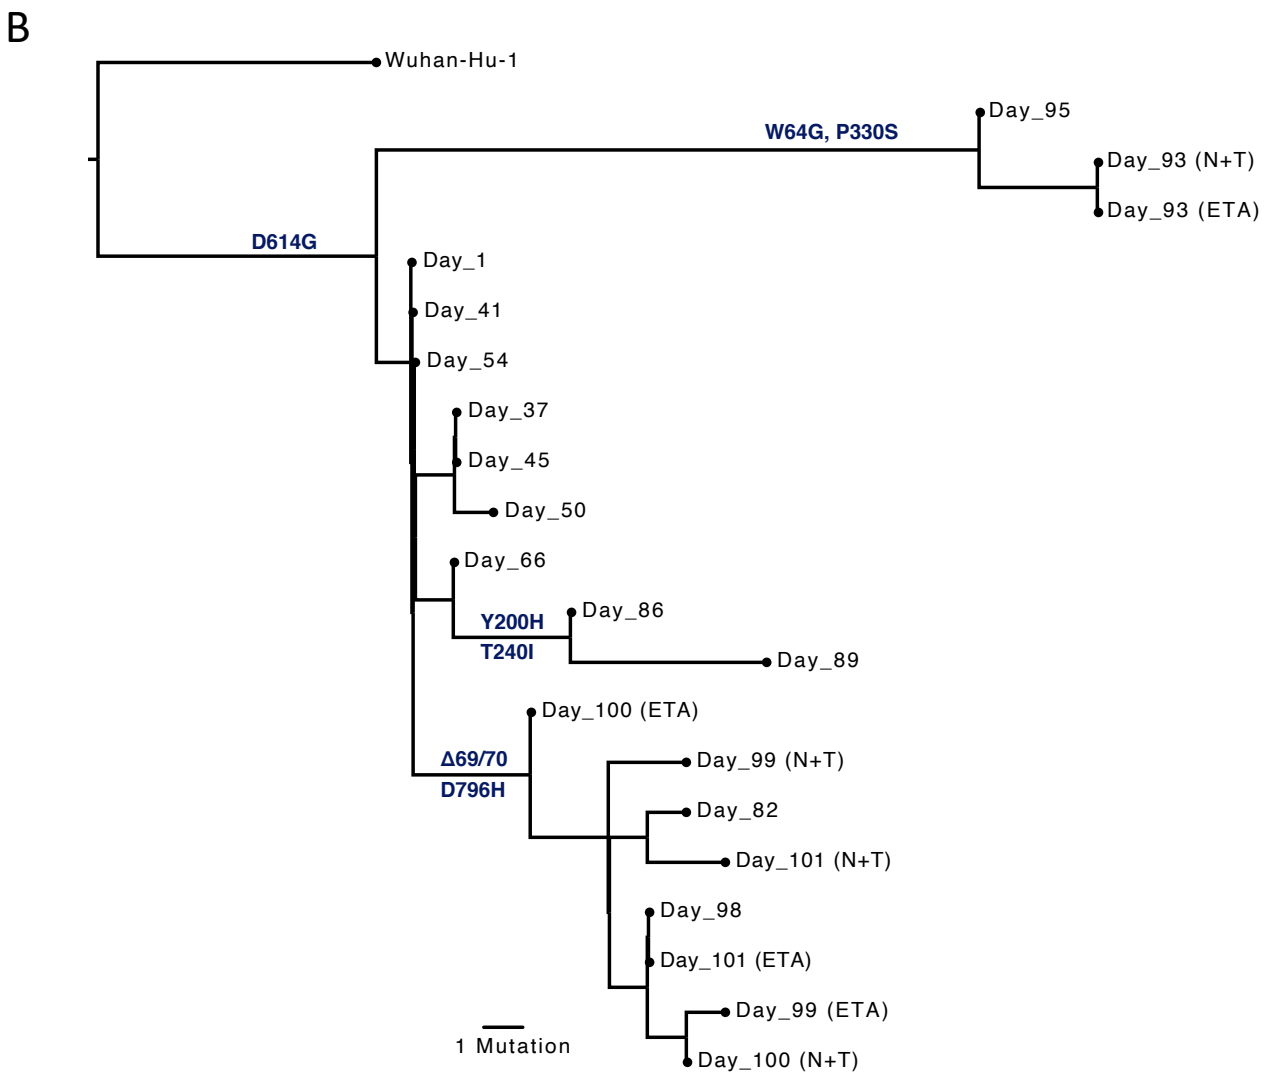 B
Wuhan-Hu-1
Day_95
W64G, P330S
Day_93 (N+T)
Day_93 (ETA)
D614G
Day_1
Day_41
Day_54
Day_37
Day_45
Day_50
Day_66
Day_86
Y200H
T240I
Day_89
Day_100 (ETA)
Δ69/70
D796H
Day_99 (N+T)
Day_82
Day_101 (N+T)
Day_98
Day_101 (ETA)
Day_99 (ETA)
1 Mutation
Day_100 (N+T)